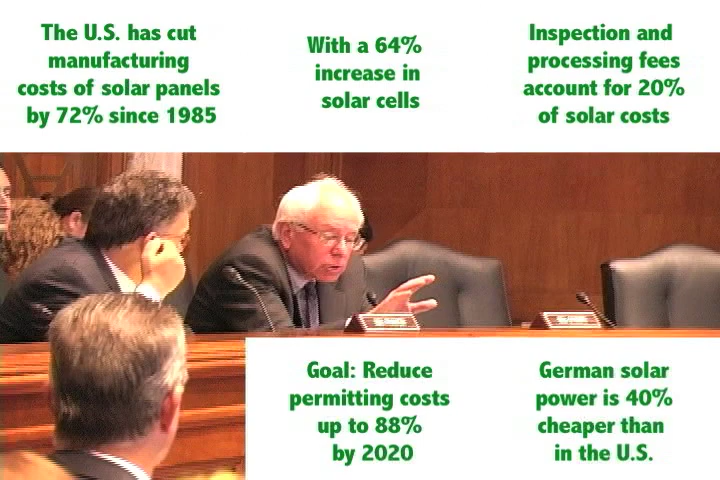 The U.S. has cut
manufacturing
costs of solar panels
by 72% since 1985
With a 64%
increase in
solar cells
Inspection and
processing fees
account for 20%
of solar costs
Goal: Reduce
permitting costs
up to 88%
by 2020
German solar
power is 40%
cheaper than
in the U.S.